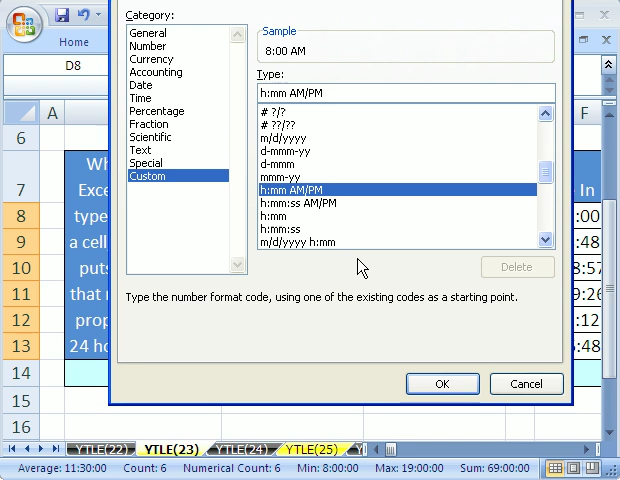 Category:
General
Number
Currency
Accounting
Date
Time
Percentage
Fraction
Scientific
Text
Special
Custom
Sample
8:00 AM
Type:
h:mm AM/PM
# ?/?
# ??/??
m/d/yyyy
d-mmm-yy
d-mmm
mmm-yy
h:mm AM/PM
h:mm:ss AM/PM
h:mm
h:mm:ss
m/d/yyyy h:mm
Delete
Type the number format code, using one of the existing codes as a starting point.
OK
Cancel
Home
D8
A
F
6
7
8
9
10
11
12
13
14
15
16
Wh
Exce
type
a cell
puts
that n
prop
24 ho
In
:00
:48
8:57
9:26
:12
:48
YTLE(22)
YTLE(23)
YTLE(24)
YTLE(25)
Average: 11:30:00
Count: 6
Numerical Count: 6
Min: 8:00:00
Max: 19:00:00
Sum: 69:00:00